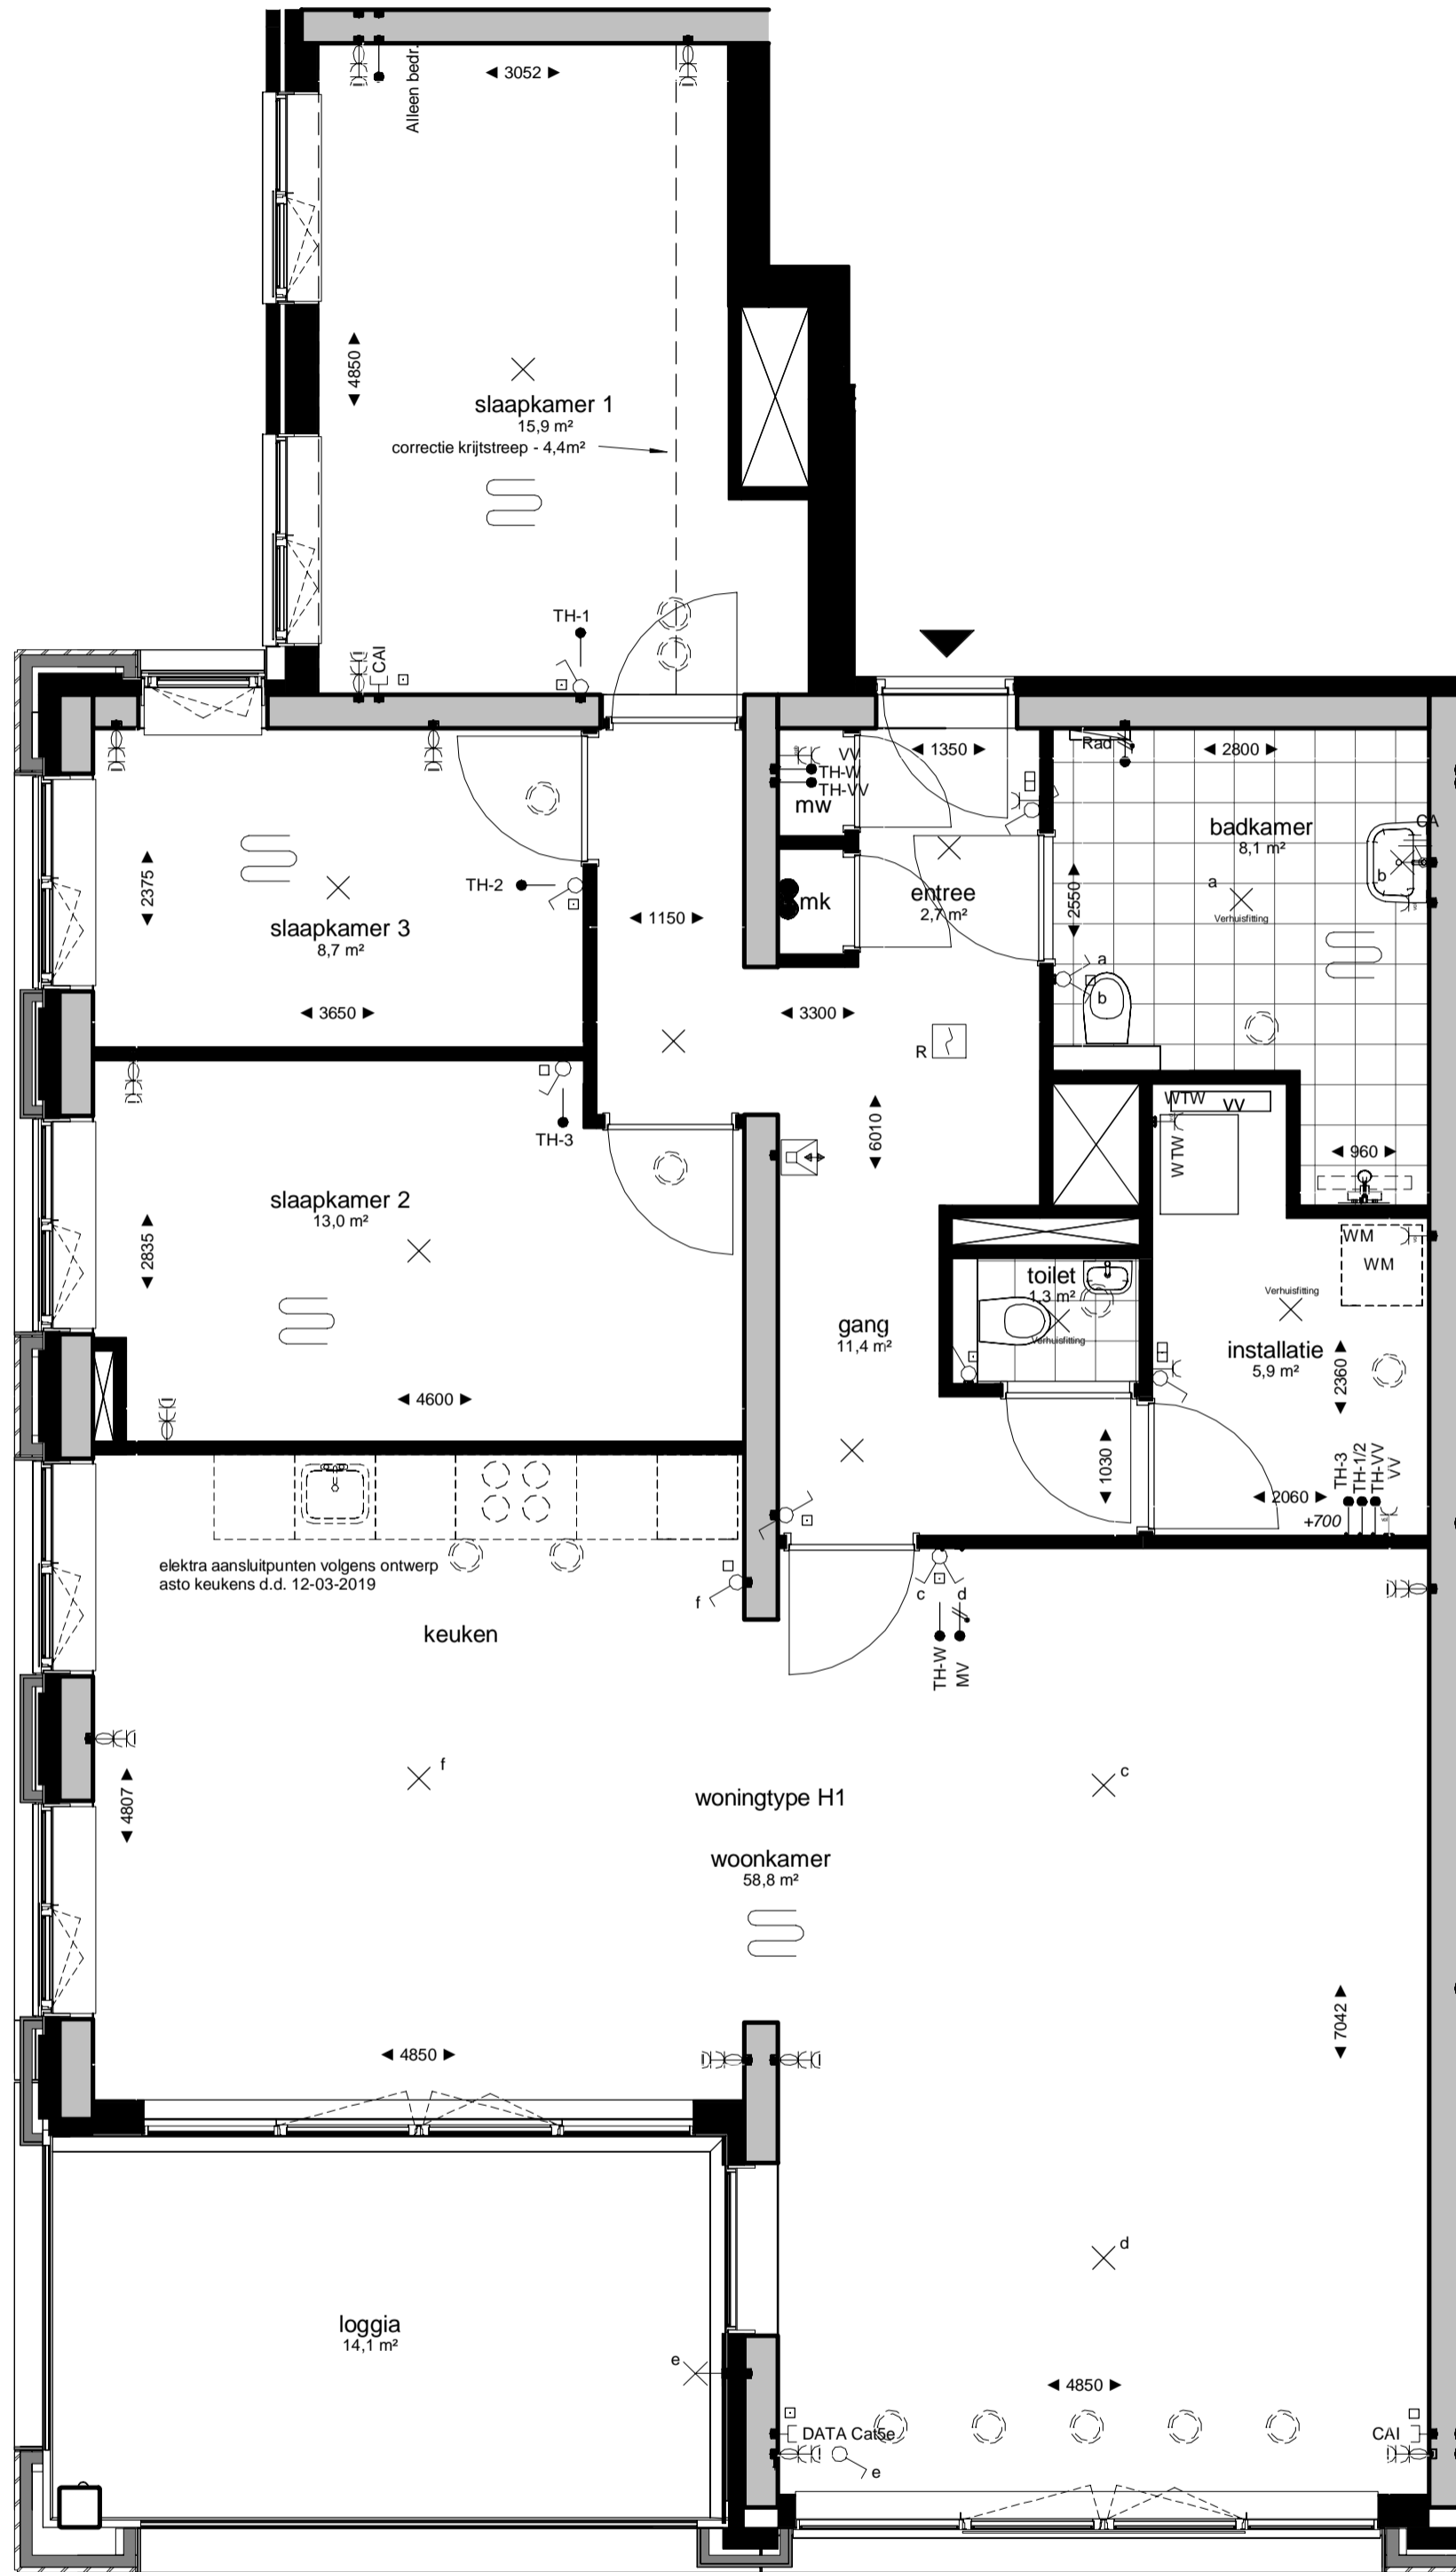 Alleen bedr.
3052
4850
slaapkamer 1
15,9 m²
correctie krijtstreep - 4,4m²
TH-1
CAI
VV
TH-W
TH-VV
mw
1350
Rad
2800
badkamer
8,1 m²
CA
b
a
Verhuisfitting
2375
TH-2
slaapkamer 3
8,7 m²
1150
mk
entree
2,7 m²
2550
a
b
3650
3300
R
TH-3
6010
WTW
VV
WTW
960
slaapkamer 2
13,0 m²
2835
WM
WM
toilet
1,3 m²
Verhuisfitting
Verhuisfitting
gang
11,4 m²
installatie
5,9 m²
2360
4600
1030
2060
TH-3
TH-1/2
TH-VV
VV
+700
elektra aansluitpunten volgens ontwerp
asto keukens d.d. 12-03-2019
f
c
d
TH-W
MV
keuken
f
c
4807
woningtype H1
woonkamer
58,8 m²
7042
4850
d
loggia
14,1 m²
e
4850
DATA Cat5e
CAI
e